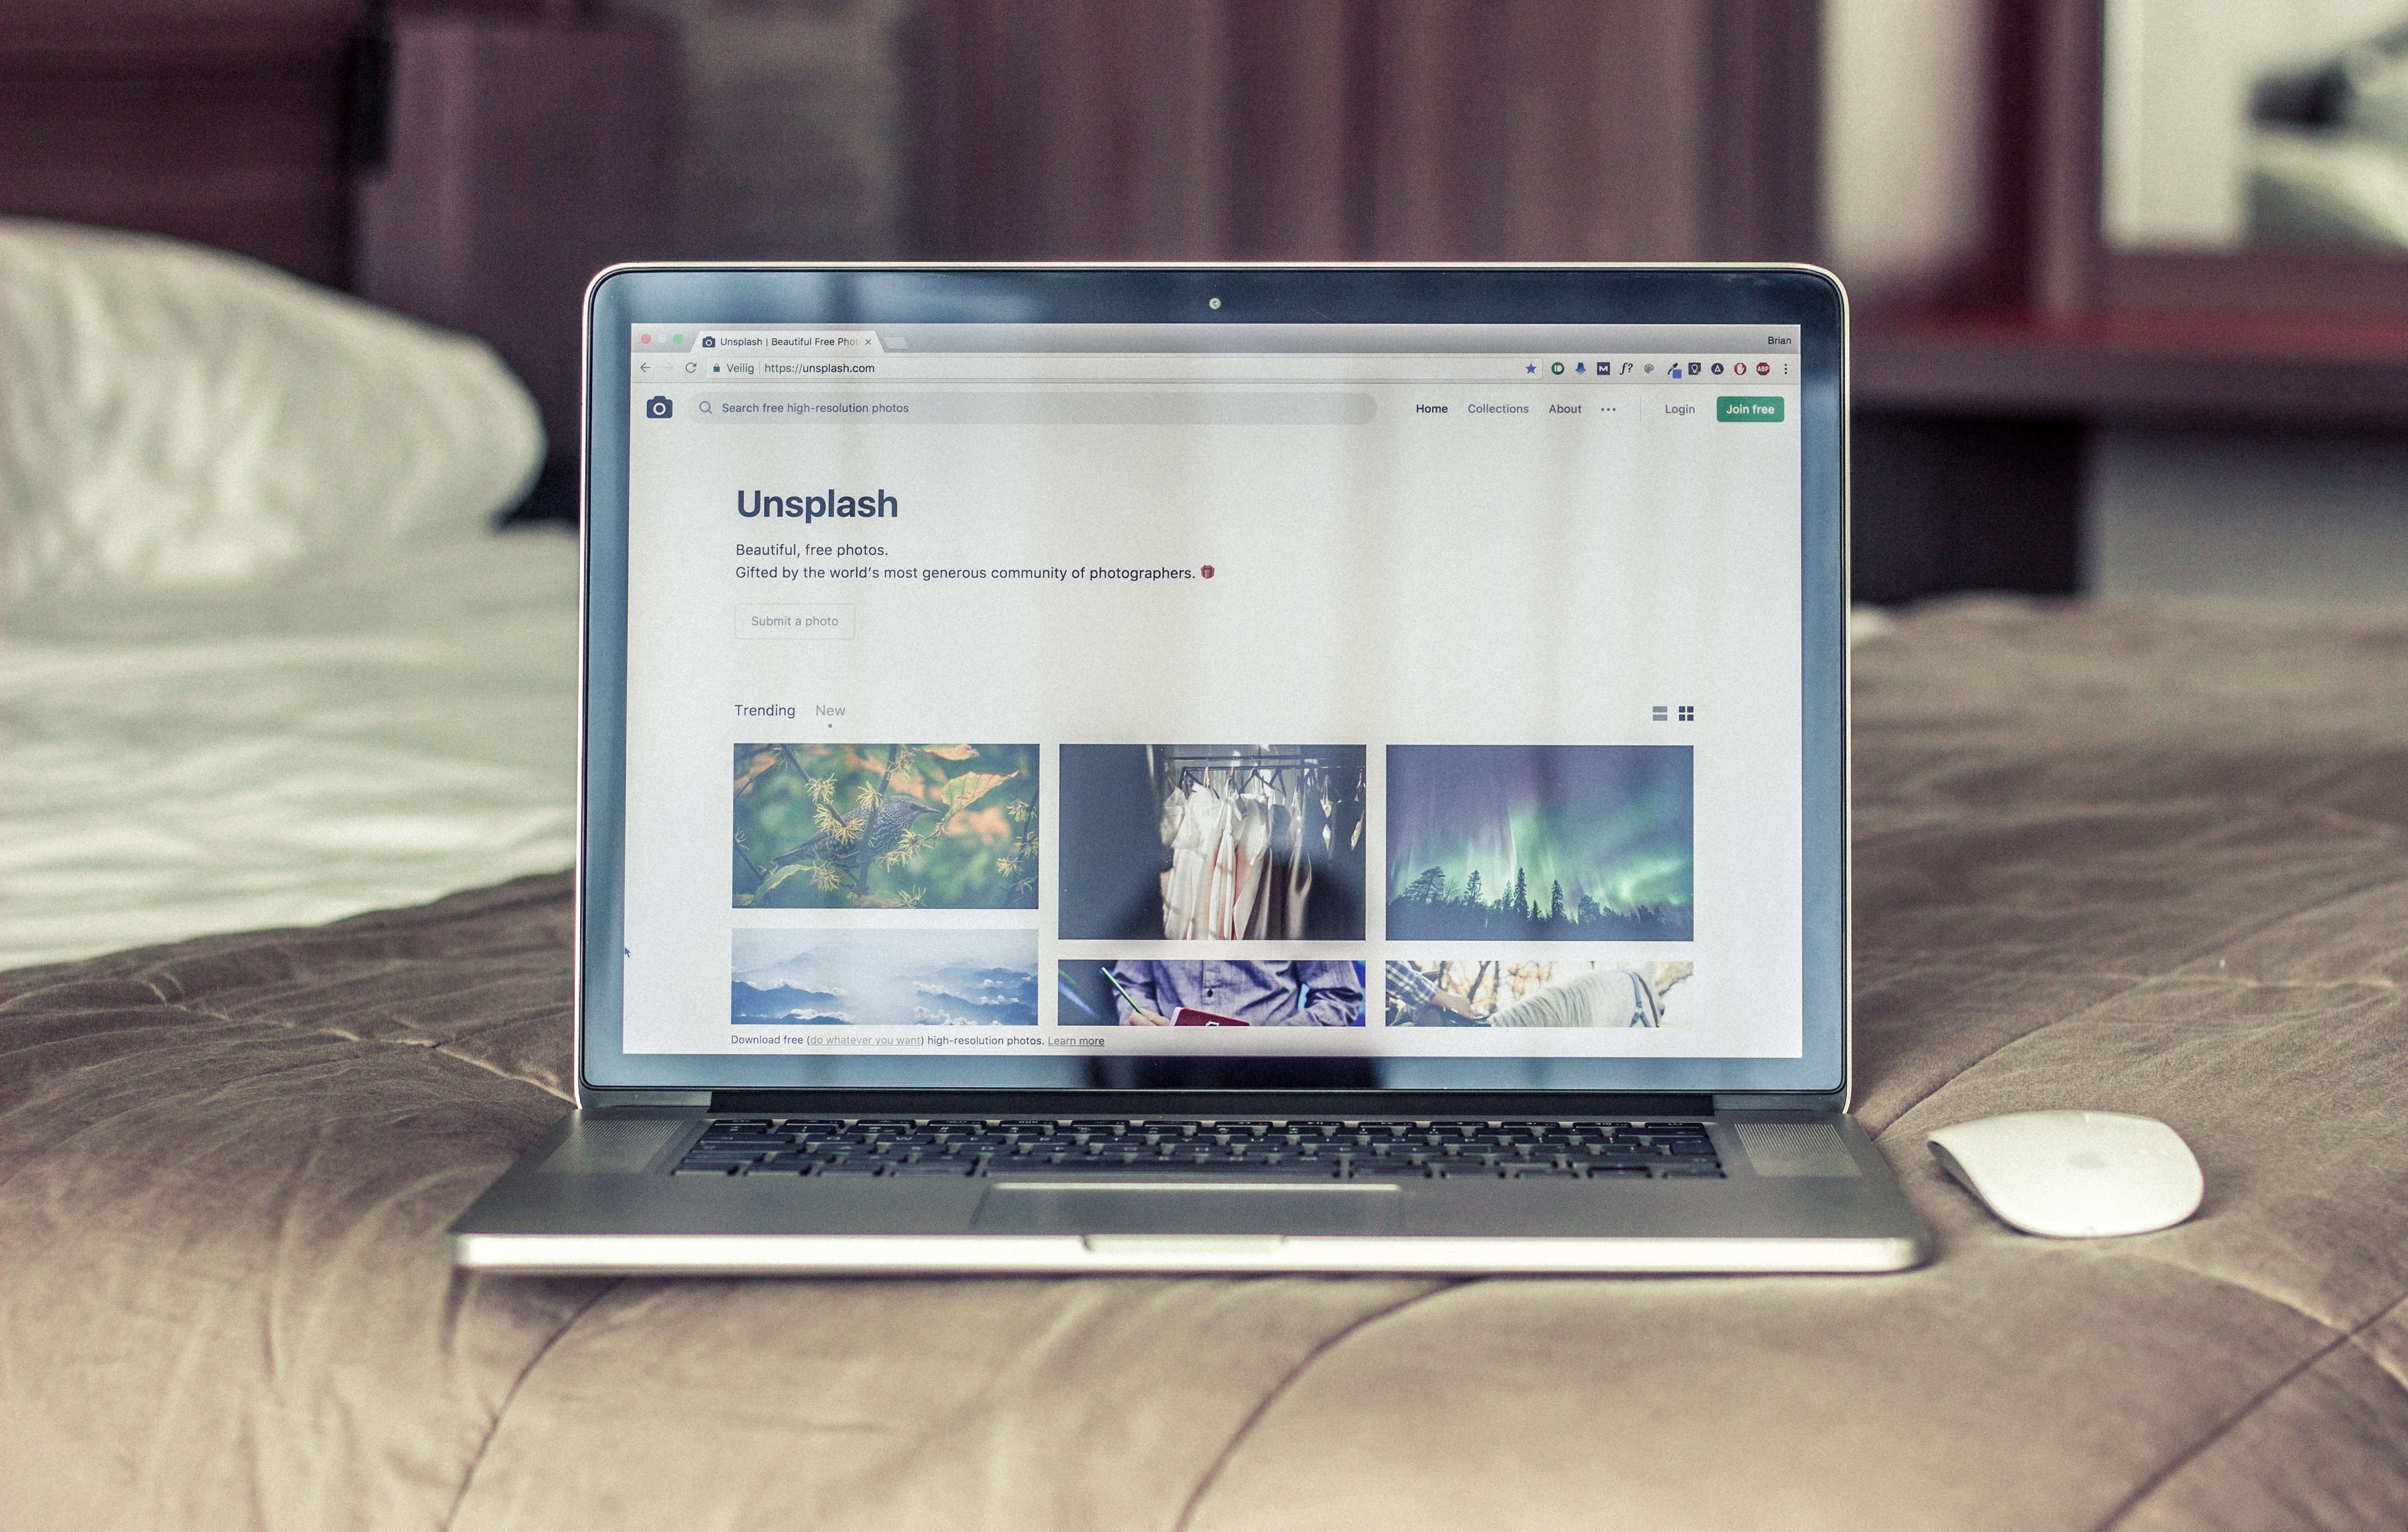 Unsplash | Beautiful Free Phot
Brian
Veilig https://unsplash.com
f?
ABP
Search free high-resolution photos
Home Collections About Login Join free
Unsplash
Beautiful, free photos.
Gifted by the world's most generous community of photographers.
Submit a photo
Trending New
Download free (do whatever you want) high-resolution photos. Learn more